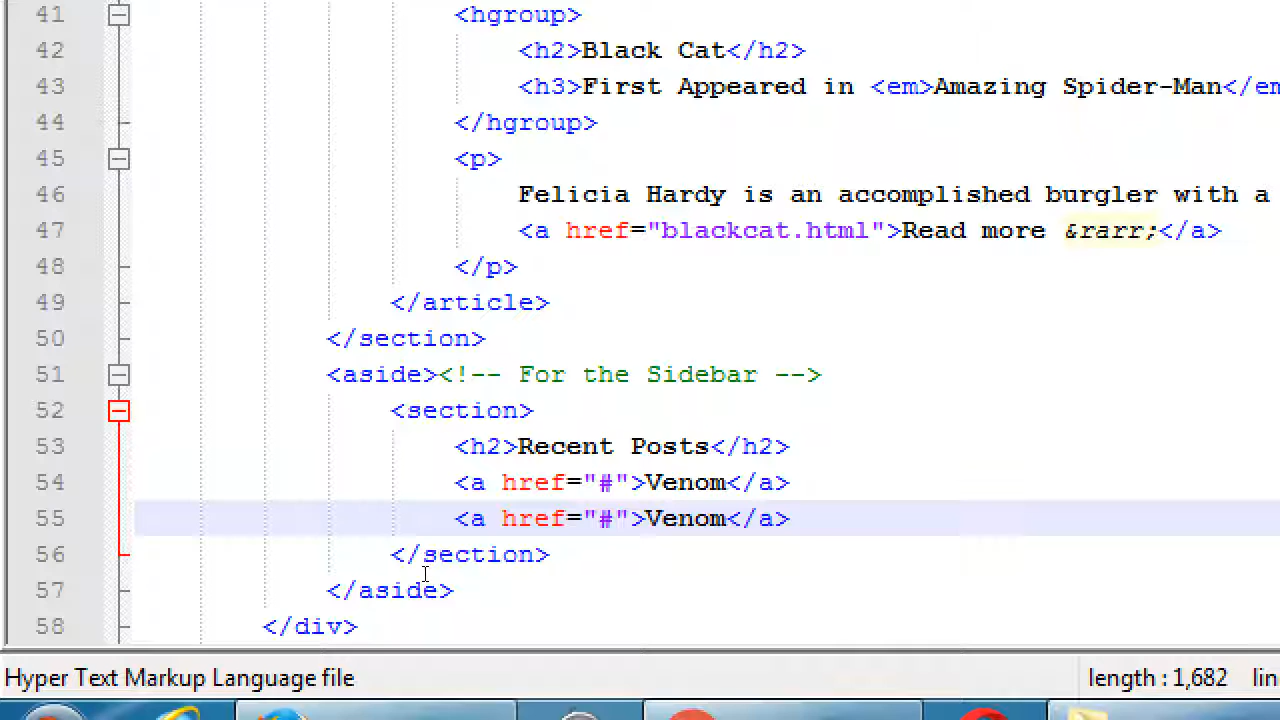 41 <hgroup>
42 <h2>Black Cat</h2>
43 <h3>First Appeared in <em>Amazing Spider-Man</em
44 </hgroup>
45 <p>
46 Felicia Hardy is an accomplished burgler with a
47 <a href="blackcat.html">Read more &rarr;</a>
48 </p>
49 </article>
50 </section>
51 <aside><!-- For the Sidebar -->
52 <section>
53 <h2>Recent Posts</h2>
54 <a href="#">Venom</a>
55 <a href="#">Venom</a>
56 </section>
57 </aside>
58 </div>
Hyper Text Markup Language file length : 1,682 lin